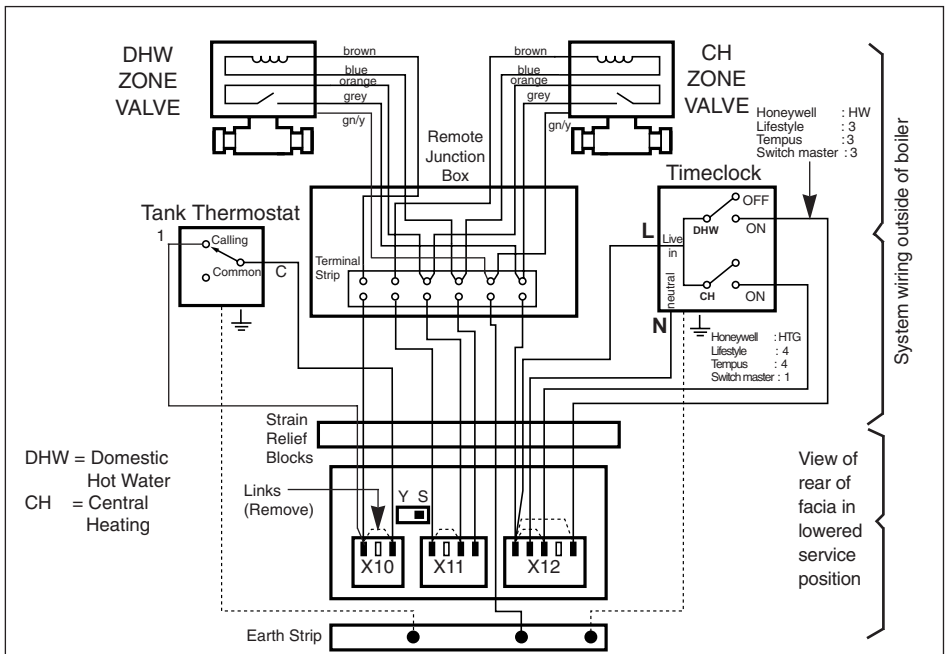 DHW
ZONE
VALVE
brown
blue
orange
grey
gn/y
brown
blue
orange
grey
gn/y
CH
ZONE
VALVE
Honeywell : HW
Lifestyle : 3
Tempus : 3
Switch master : 3
Remote
Junction
Box
Timeclock
Tank Thermostat
1
Calling
Common
C
Terminal
Strip
L
Live
in
neutral
N
OFF
DHW
ON
CH
ON
Honeywell : HTG
Lifestyle : 4
Tempus : 4
Switch master : 1
System wiring outside of boiler
Strain
Relief
Blocks
DHW = Domestic
Hot Water
CH = Central
Heating
Links
(Remove)
Y S
X10
X11
X12
View of
rear of
facia in
lowered
service
position
Earth Strip